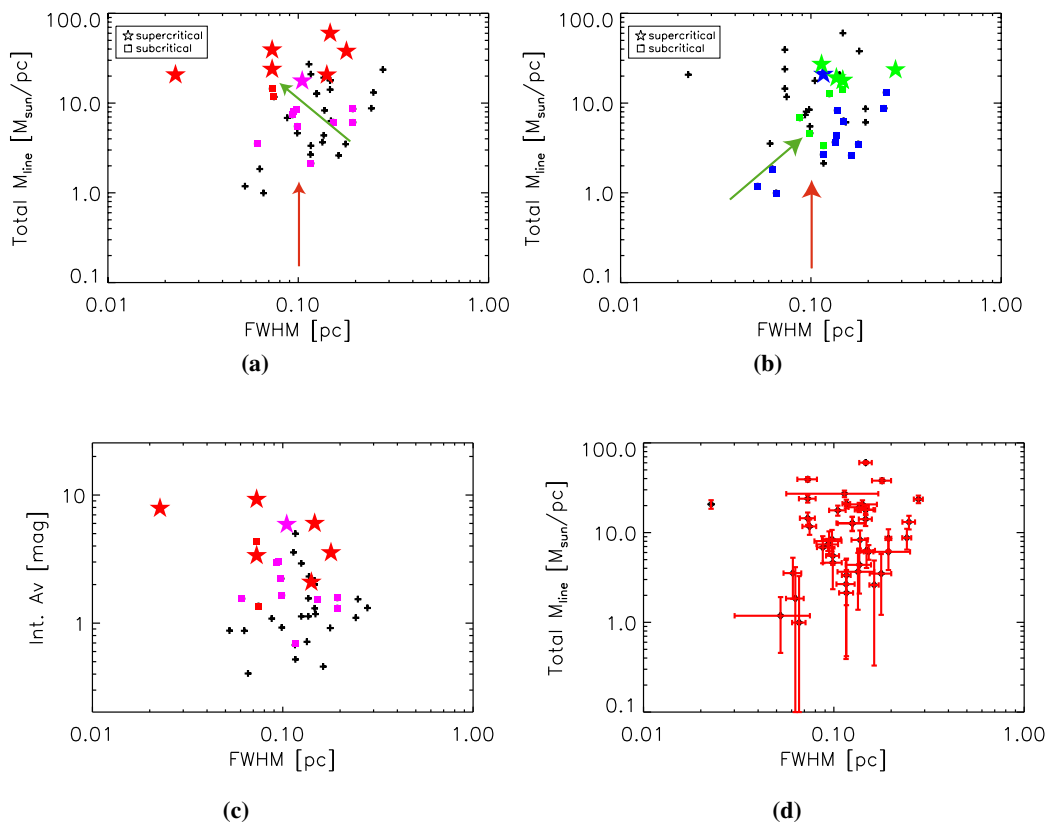 (a)
Total M_line [M_sun/pc]
100.0
10.0
1.0
0.1
supercritical
subcritical
0.01
0.10
1.00
FWHM [pc]
(b)
Total M_line [M_sun/pc]
100.0
10.0
1.0
0.1
supercritical
subcritical
0.01
0.10
1.00
FWHM [pc]
(c)
Int. Av [mag]
10
1
0.01
0.10
1.00
FWHM [pc]
(d)
Total M_line [M_sun/pc]
100.0
10.0
1.0
0.1
0.01
0.10
1.00
FWHM [pc]